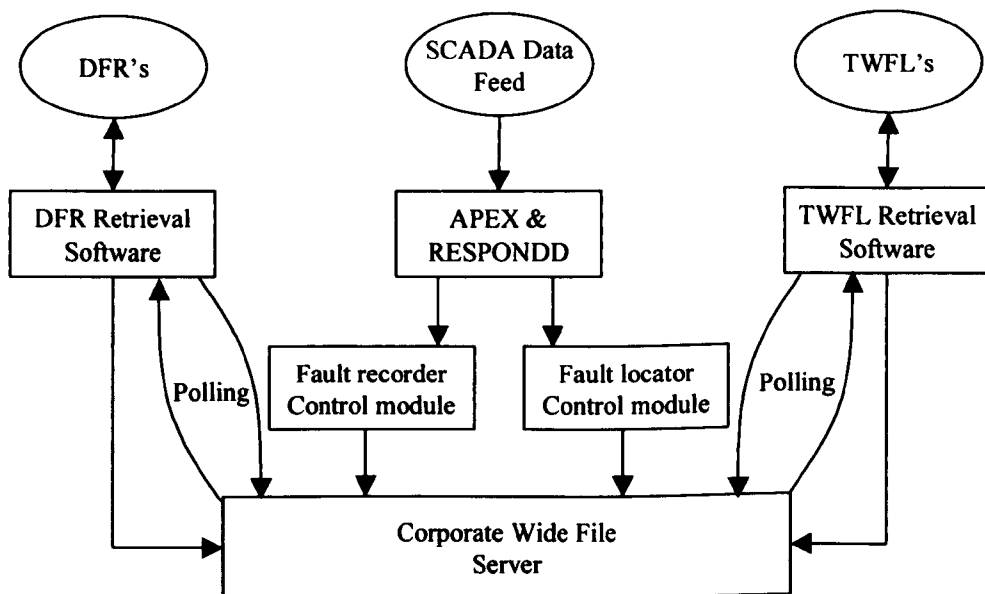 DFR's
SCADA Data
Feed
TWFL's
DFR Retrieval
Software
APEX &
RESPONDD
TWFL Retrieval
Software
Fault recorder
Control module
Fault locator
Control module
Polling
Polling
Corporate Wide File
Server